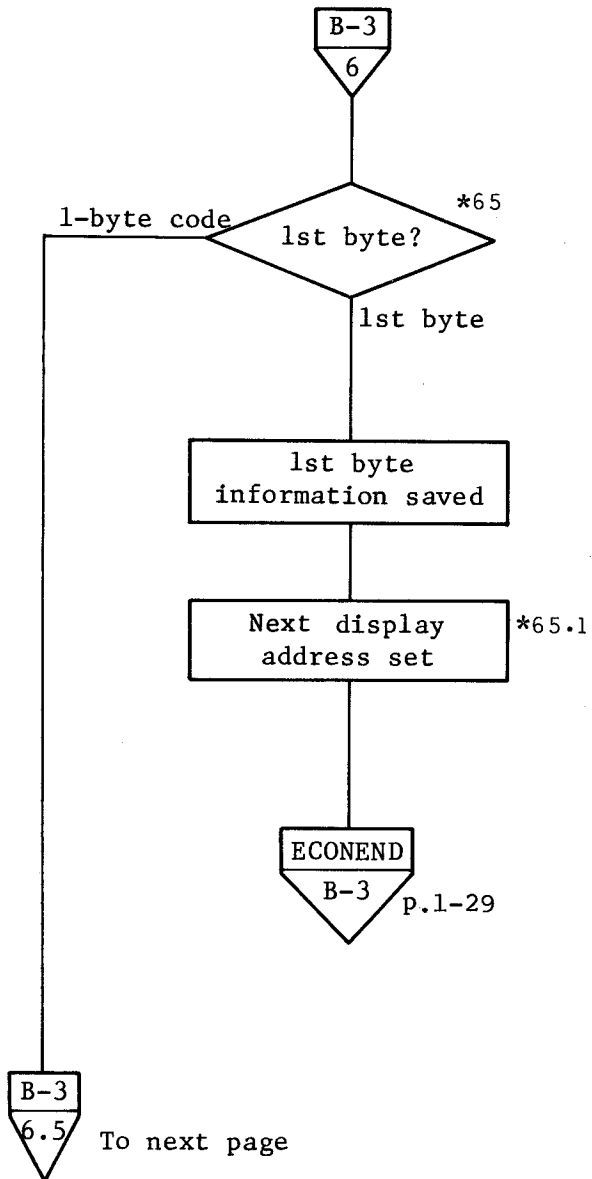 B-3
6
*65
1-byte code
1st byte?
1st byte
1st byte
information saved
Next display
address set
*65.1
ECONEND
B-3
p.1-29
B-3
6.5
To next page